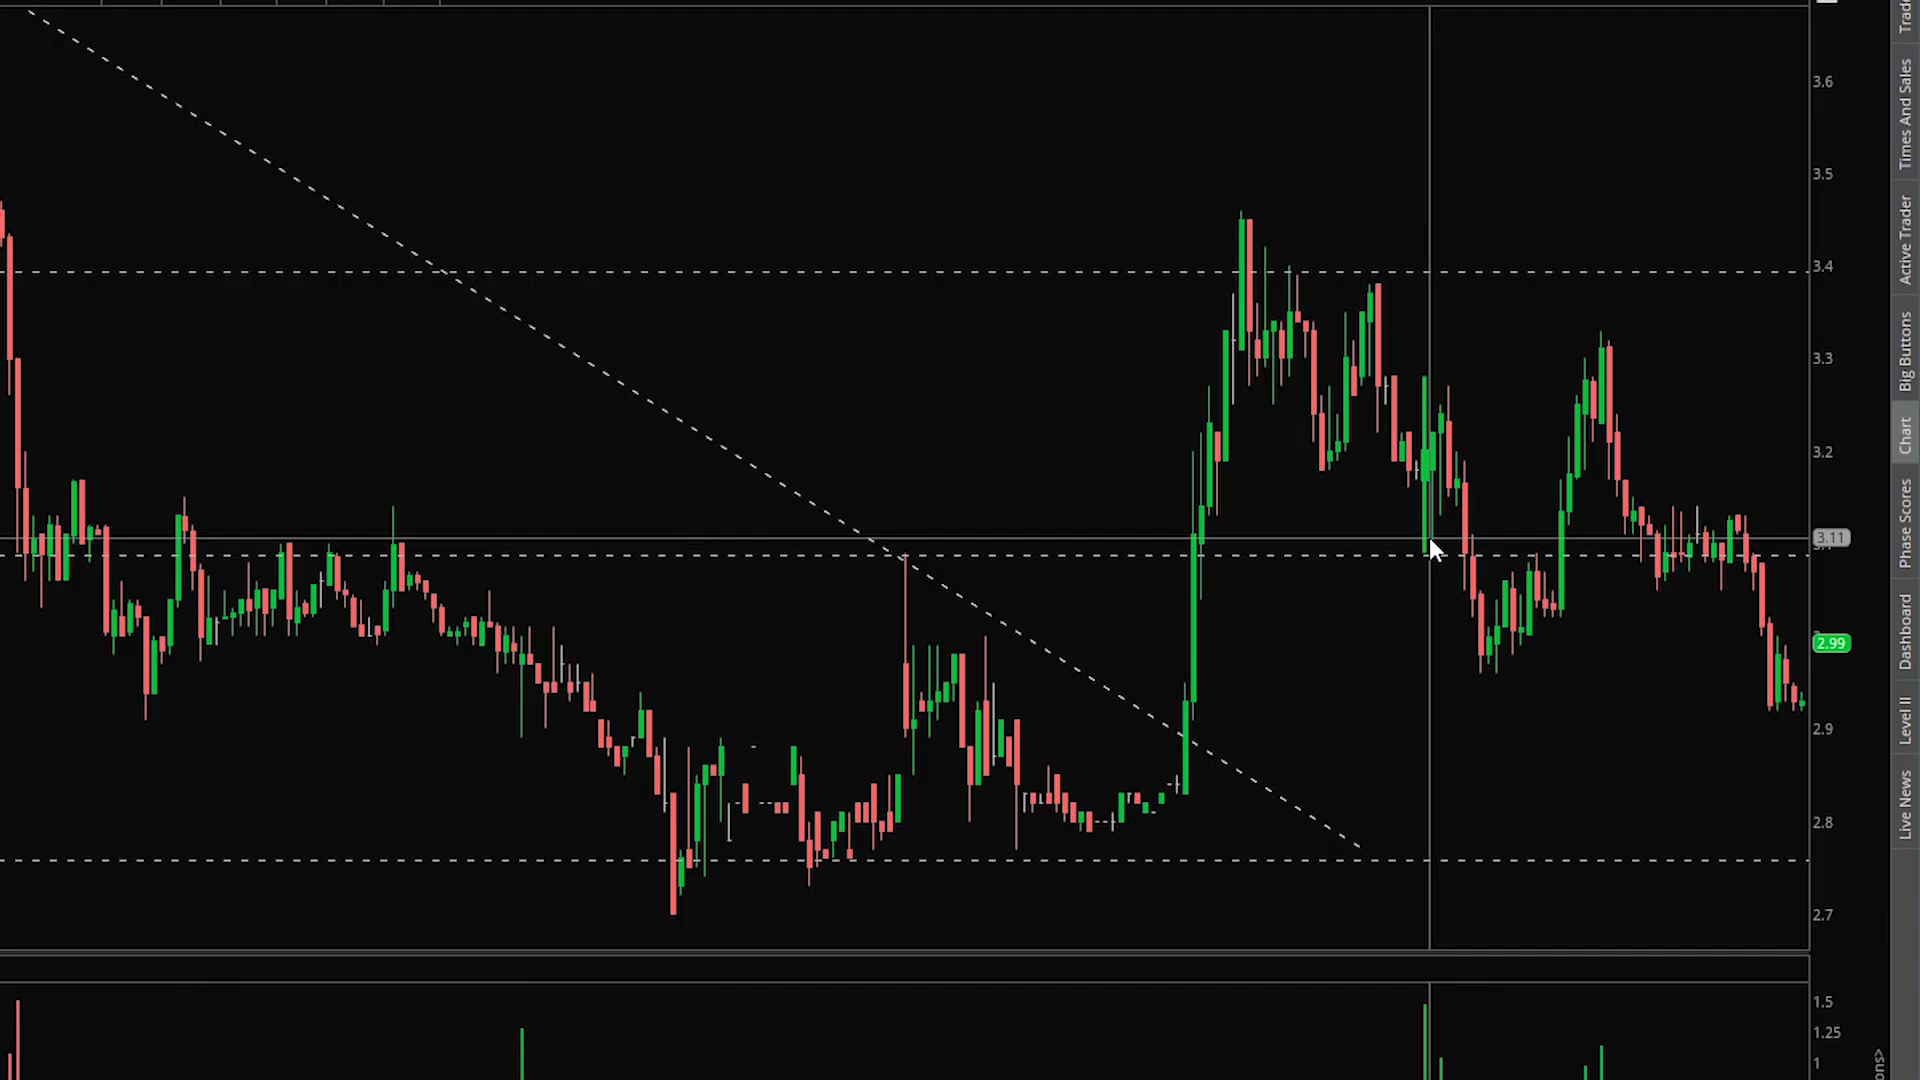 3.6
3.5
3.4
3.3
3.2
3.11
2.99
2.9
2.8
2.7
1.5
1.25
1
Times And Sales
Active Trader
Big Buttons
Chart
Phase Scores
Dashboard
Level II
Live News